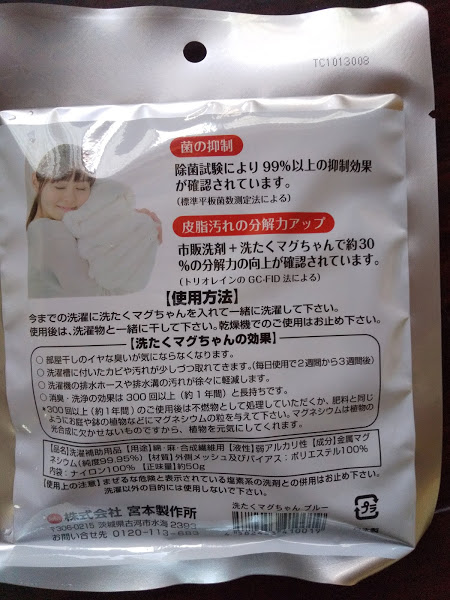 TC1013008
菌の抑制
除菌試験により99%以上の抑制効果
が確認されています。
(標準平板菌数測定法による)
皮脂汚れの分解力アップ
市販洗剤+洗たくマグちゃんで約30
%の分解力の向上が確認されています。
(トリオレインのGC-FID法による)
【使用方法】
今までの洗濯に洗たくマグちゃんを入れて一緒に洗濯して下さい。
使用後は、洗濯物と一緒に干して下さい。乾燥機でのご使用はお止め下さい。
【洗たくマグちゃんの効果】
○部屋干しのイヤな臭いが気にならなくなります。
○洗濯槽に付いたカビや汚れが少しづつ取れてきます。(毎日使用で2週間から3週間後)
○洗濯機の排水ホースや排水溝の汚れが徐々に軽減します。
○消臭・洗浄の効果は300回以上(約1年間)と長持ちです。
*300回以上(約1年間)のご使用後は不燃物として処理していただくか、肥料と同じ
ようにお庭や鉢の植物などにマグネシウムの粒を与えて下さい。マグネシウムは植物の
光合成に欠かせないものですから、植物を元気にしてくれます。
【品名】洗濯補助用品【用途】綿・麻・合成繊維用【液性】弱アルカリ性【成分】金属マグ
ネシウム(純度99.95%)【材質】外側メッシュ及びバイアス:ポリエステル100%
内側:ナイロン100%【正味量】約50g
【使用上の注意】まぜるな危険と表示されている塩素系の洗剤との併用はお止め下さい。
洗濯以外の目的には使用しないで下さい。
株式会社 宮本製作所
〒306-0215 茨城県古河市水海2393
お問い合せ先 0120-113-683
洗たくマグちゃん ブルー
プラ